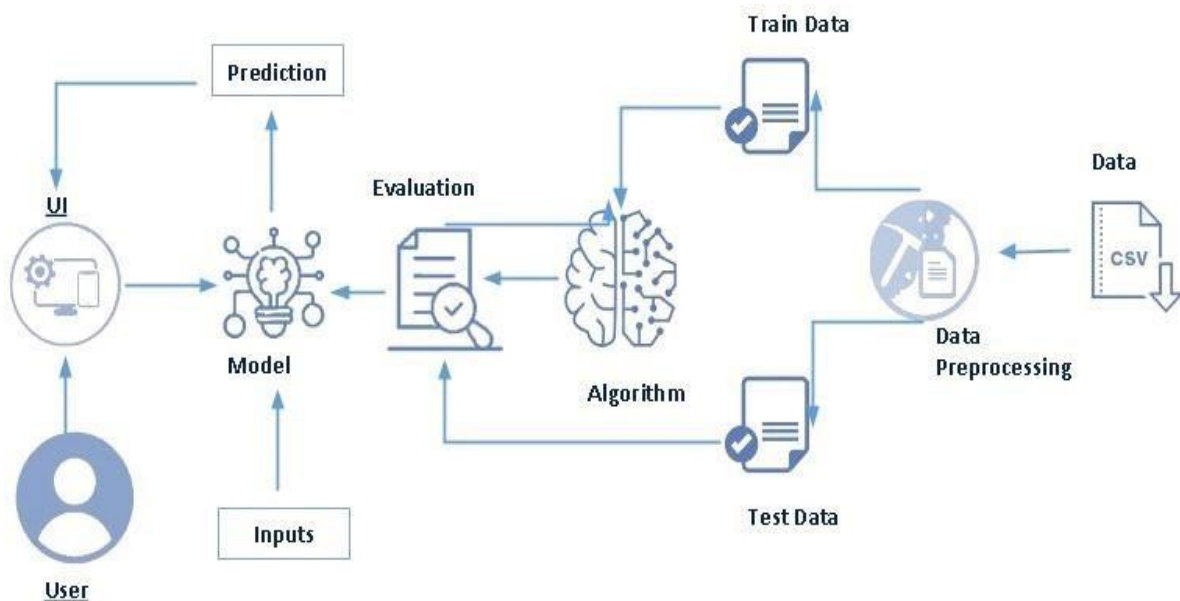 Train Data
Prediction
Data
Evaluation
UI
CSV
Data
Preprocessing
Model
Algorithm
Test Data
Inputs
User